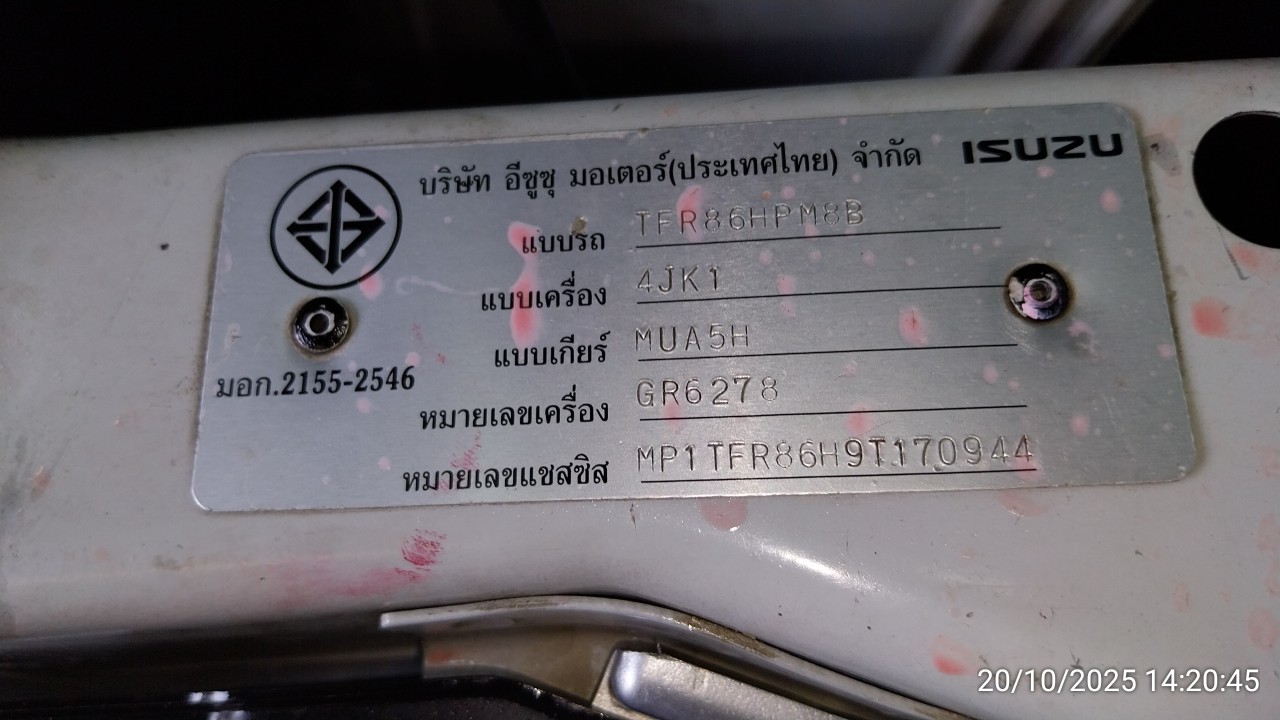 บริษัท อีซูซุ มอเตอร์(ประเทศไทย) จำกัด ISUZU
แบบรถ TFR86HPM8B
แบบเครื่อง 4JK1
แบบเกียร์ MUA5H
มอก.2155-2546
หมายเลขเครื่อง GR6278
หมายเลขแชสซิส MP1TFR86H9T170944
20/10/2025 14:20:45